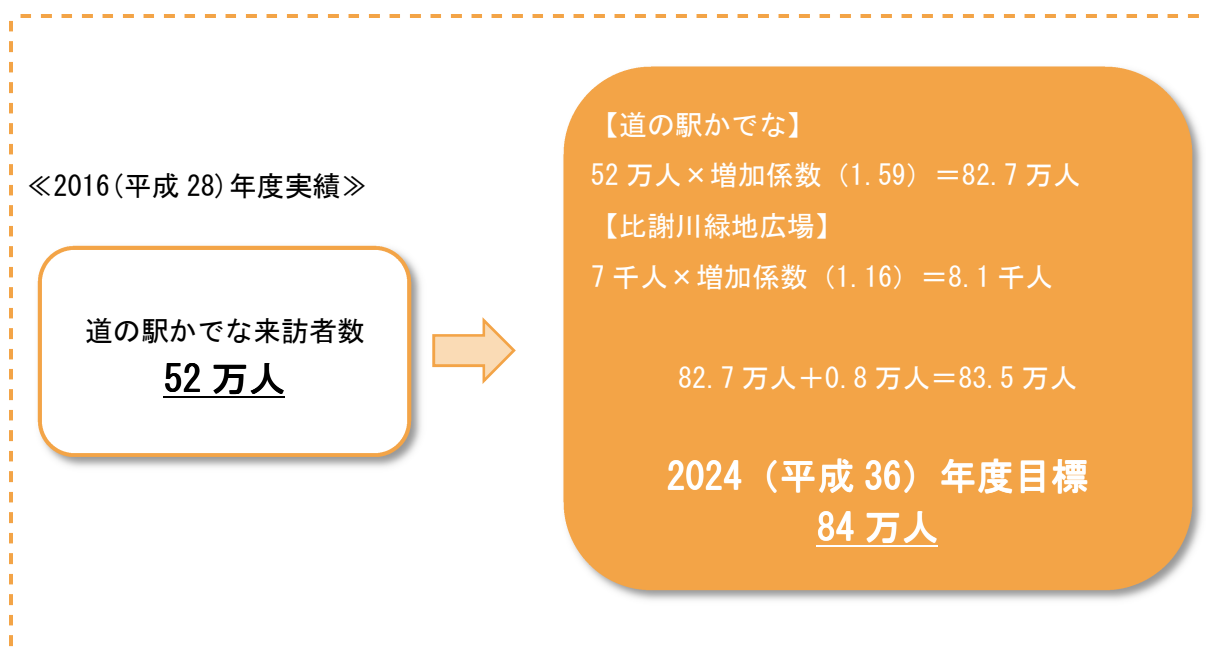 ≪2016(平成 28)年度実績≫
道の駅かでな来訪者数
52 万人
【道の駅かでな】
52 万人×増加係数（1.59）＝82.7 万人
【比謝川緑地広場】
7 千人×増加係数（1.16）＝8.1 千人
82.7 万人＋0.8 万人＝83.5 万人
2024（平成 36）年度目標
84 万人